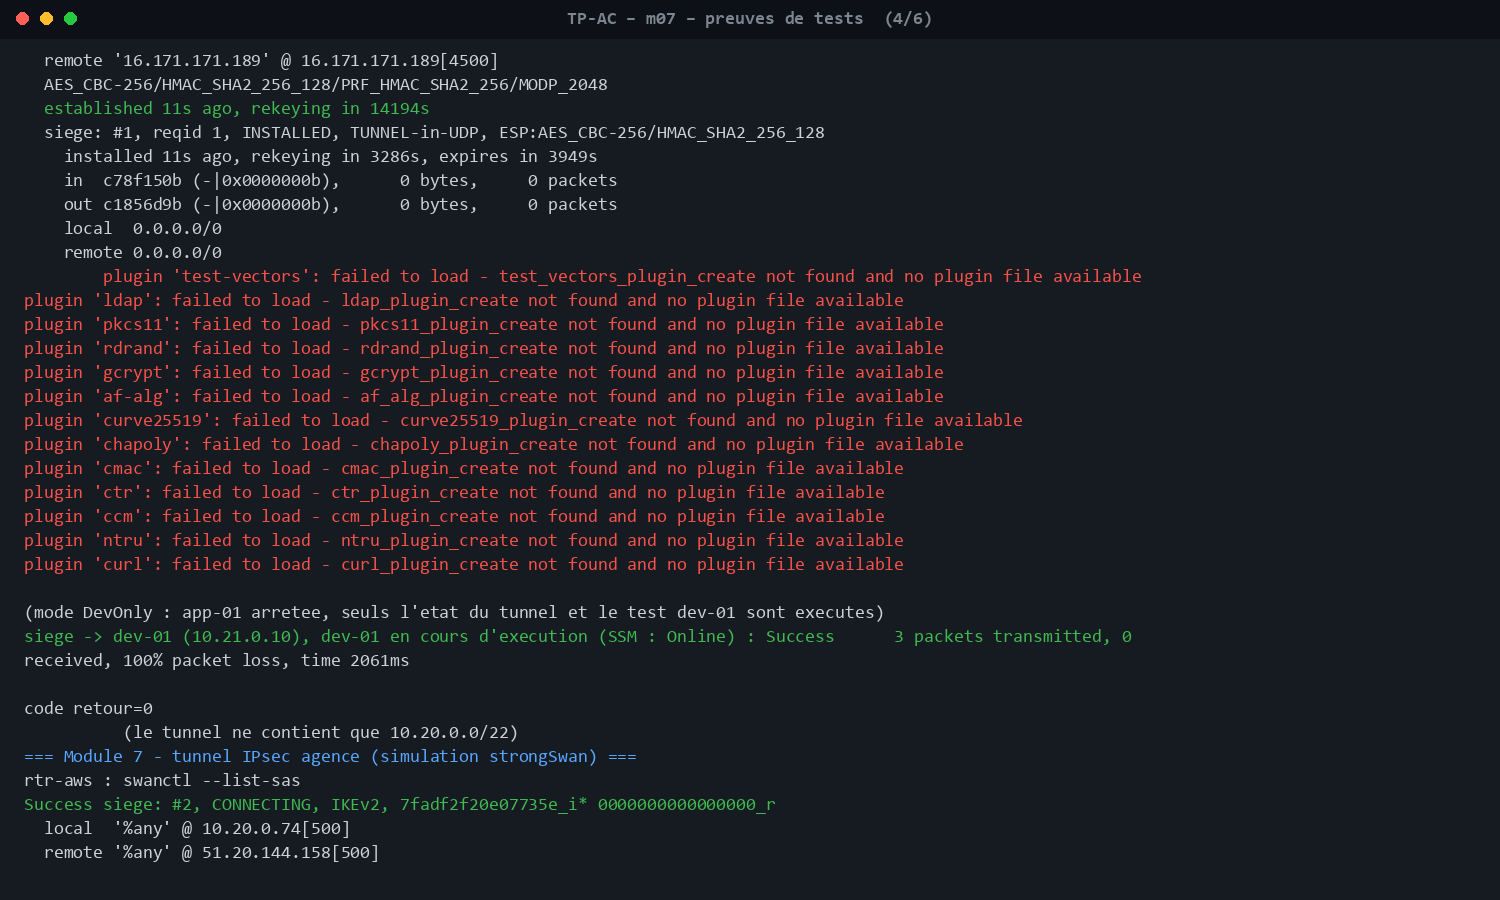 TP-AC – m07 – preuves de tests (4/6)
remote '16.171.171.189' @ 16.171.171.189[4500]
AES_CBC-256/HMAC_SHA2_256_128/PRF_HMAC_SHA2_256/MODP_2048
established 11s ago, rekeying in 14194s
siege: #1, reqid 1, INSTALLED, TUNNEL-in-UDP, ESP:AES_CBC-256/HMAC_SHA2_256_128
installed 11s ago, rekeying in 3286s, expires in 3949s
in  c78f150b (-|0x0000000b),      0 bytes,     0 packets
out c1856d9b (-|0x0000000b),      0 bytes,     0 packets
local  0.0.0.0/0
remote 0.0.0.0/0
plugin 'test-vectors': failed to load - test_vectors_plugin_create not found and no plugin file available
plugin 'ldap': failed to load - ldap_plugin_create not found and no plugin file available
plugin 'pkcs11': failed to load - pkcs11_plugin_create not found and no plugin file available
plugin 'rdrand': failed to load - rdrand_plugin_create not found and no plugin file available
plugin 'gcrypt': failed to load - gcrypt_plugin_create not found and no plugin file available
plugin 'af-alg': failed to load - af_alg_plugin_create not found and no plugin file available
plugin 'curve25519': failed to load - curve25519_plugin_create not found and no plugin file available
plugin 'chapoly': failed to load - chapoly_plugin_create not found and no plugin file available
plugin 'cmac': failed to load - cmac_plugin_create not found and no plugin file available
plugin 'ctr': failed to load - ctr_plugin_create not found and no plugin file available
plugin 'ccm': failed to load - ccm_plugin_create not found and no plugin file available
plugin 'ntru': failed to load - ntru_plugin_create not found and no plugin file available
plugin 'curl': failed to load - curl_plugin_create not found and no plugin file available
(mode DevOnly : app-01 arretee, seuls l'etat du tunnel et le test dev-01 sont executes)
siege -> dev-01 (10.21.0.10), dev-01 en cours d'execution (SSM : Online) : Success      3 packets transmitted, 0
received, 100% packet loss, time 2061ms
code retour=0
(le tunnel ne contient que 10.20.0.0/22)
=== Module 7 - tunnel IPsec agence (simulation strongSwan) ===
rtr-aws : swanctl --list-sas
Success siege: #2, CONNECTING, IKEv2, 7fadf2f20e07735e_i* 0000000000000000_r
local  '%any' @ 10.20.0.74[500]
remote '%any' @ 51.20.144.158[500]